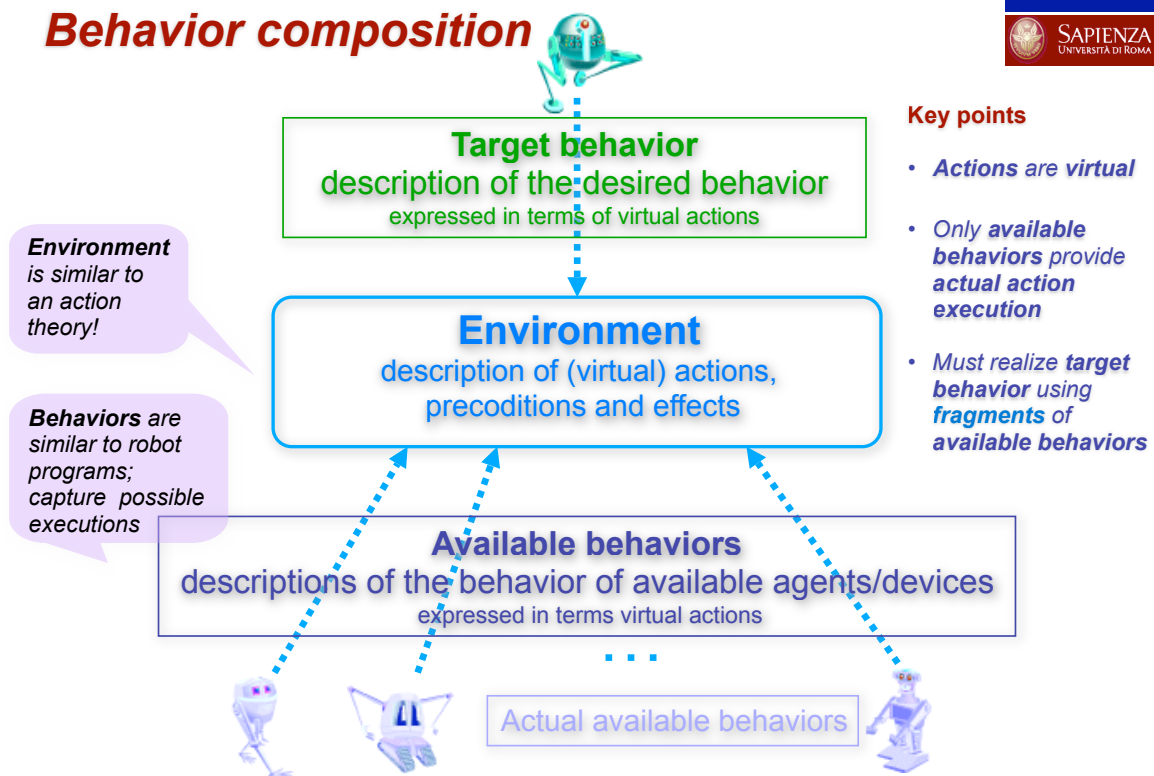 Behavior composition
SAPIENZA
UNIVERSITÀ DI ROMA
Target behavior
description of the desired behavior
expressed in terms of virtual actions
Environment
is similar to
an action
theory!
Environment
description of (virtual) actions,
precoditions and effects
Behaviors are
similar to robot
programs;
capture possible
executions
Available behaviors
descriptions of the behavior of available agents/devices
expressed in terms virtual actions
...
Actual available behaviors
Key points
• Actions are virtual
• Only available
behaviors provide
actual action
execution
• Must realize target
behavior using
fragments of
available behaviors